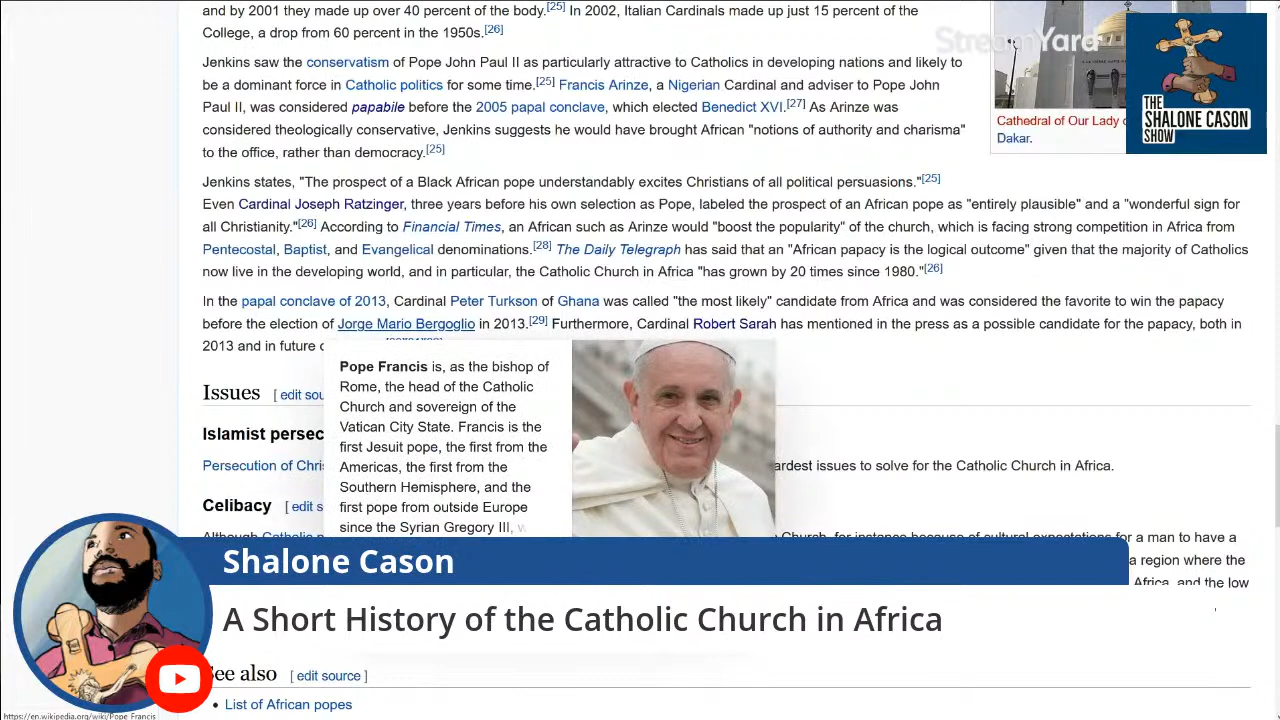 and by 2001 they made up over 40 percent of the body.[25] In 2002, Italian Cardinals made up just 15 percent of the
College, a drop from 60 percent in the 1950s.[26]
Jenkins saw the conservatism of Pope John Paul II as particularly attractive to Catholics in developing nations and likely to
be a dominant force in Catholic politics for some time.[25] Francis Arinze, a Nigerian Cardinal and adviser to Pope John
Paul II, was considered papabile before the 2005 papal conclave, which elected Benedict XVI.[27] As Arinze was
considered theologically conservative, Jenkins suggests he would have brought African "notions of authority and charisma"
to the office, rather than democracy.[25]
StreamYard
THE
SHALONE CASON
SHOW
Cathedral of Our Lady
Dakar.
Jenkins states, "The prospect of a Black African pope understandably excites Christians of all political persuasions."[25]
Even Cardinal Joseph Ratzinger, three years before his own selection as Pope, labeled the prospect of an African pope as "entirely plausible" and a "wonderful sign for
all Christianity."[26] According to Financial Times, an African such as Arinze would "boost the popularity" of the church, which is facing strong competition in Africa from
Pentecostal, Baptist, and Evangelical denominations.[28] The Daily Telegraph has said that an "African papacy is the logical outcome" given that the majority of Catholics
now live in the developing world, and in particular, the Catholic Church in Africa "has grown by 20 times since 1980."[26]
In the papal conclave of 2013, Cardinal Peter Turkson of Ghana was called "the most likely" candidate from Africa and was considered the favorite to win the papacy
before the election of Jorge Mario Bergoglio in 2013.[29] Furthermore, Cardinal Robert Sarah has mentioned in the press as a possible candidate for the papacy, both in
2013 and in future
Pope Francis is, as the bishop of
Rome, the head of the Catholic
Church and sovereign of the
Vatican City State. Francis is the
first Jesuit pope, the first from the
Americas, the first from the
Southern Hemisphere, and the
first pope from outside Europe
since the Syrian Gregory III,
Issues [ edit sou
Islamist persec
Persecution of Chri ardest issues to solve for the Catholic Church in Africa.
Celibacy [ edit s
Although Catholic Church, for instance because of cultural expectations for a man to have a
a region where the
Africa, and the low
Shalone Cason
A Short History of the Catholic Church in Africa
See also [ edit source ]
• List of African popes
https://en.wikipedia.org/wiki/Pope_Francis